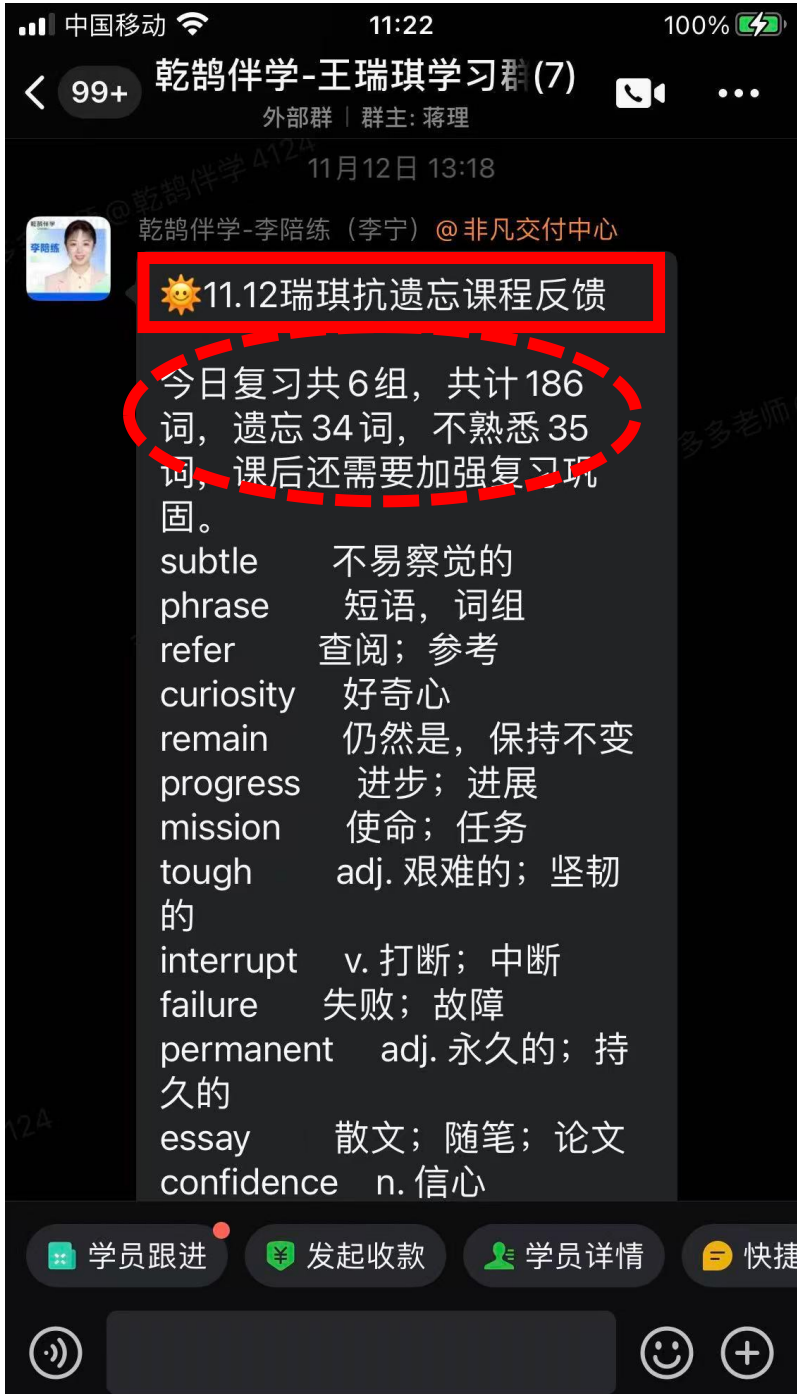 中国移动 11:22 100%
99+ 乾鹄伴学-王瑞琪学习群(7)
外部群 | 群主: 蒋理
11月12日 13:18
乾鹄伴学-李陪练（李宁）@非凡交付中心
李陪练
☀️11.12瑞琪抗遗忘课程反馈
今日复习共6组，共计186
词，遗忘34词，不熟悉35
词，课后还需要加强复习巩
固。
subtle 不易察觉的
phrase 短语，词组
refer 查阅；参考
curiosity 好奇心
remain 仍然是，保持不变
progress 进步；进展
mission 使命；任务
tough adj. 艰难的；坚韧
的
interrupt v. 打断；中断
failure 失败；故障
permanent adj. 永久的；持
久的
essay 散文；随笔；论文
confidence n. 信心
学员跟进 发起收款 学员详情 快捷